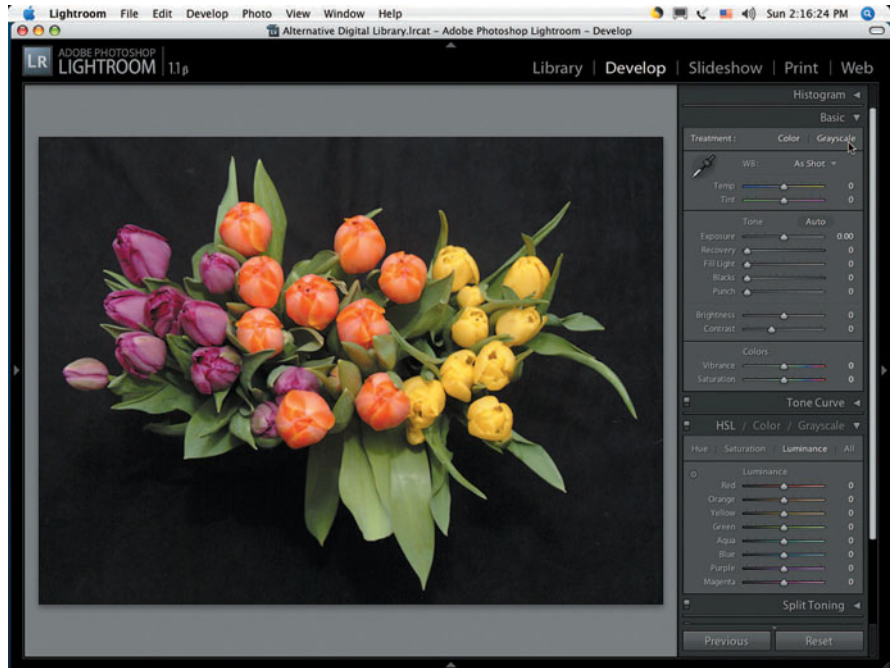 Lightroom File Edit Develop Photo View Window Help Sun 2:16:24 PM
Alternative Digital Library.lrcat – Adobe Photoshop Lightroom – Develop
LR ADOBE PHOTOSHOP
LIGHTROOM 1.1 β
Library | Develop | Slideshow | Print | Web
Histogram
Basic
Treatment : Color | Grayscale
WB: As Shot
Temp 0
Tint 0
Tone Auto
Exposure 0.00
Recovery 0
Fill Light 0
Blacks 0
Punch 0
Brightness 0
Contrast 0
Colors
Vibrance 0
Saturation 0
Tone Curve
HSL / Color / Grayscale
Hue | Saturation | Luminance | All
Luminance
Red 0
Orange 0
Yellow 0
Green 0
Aqua 0
Blue 0
Purple 0
Magenta 0
Split Toning
Previous Reset